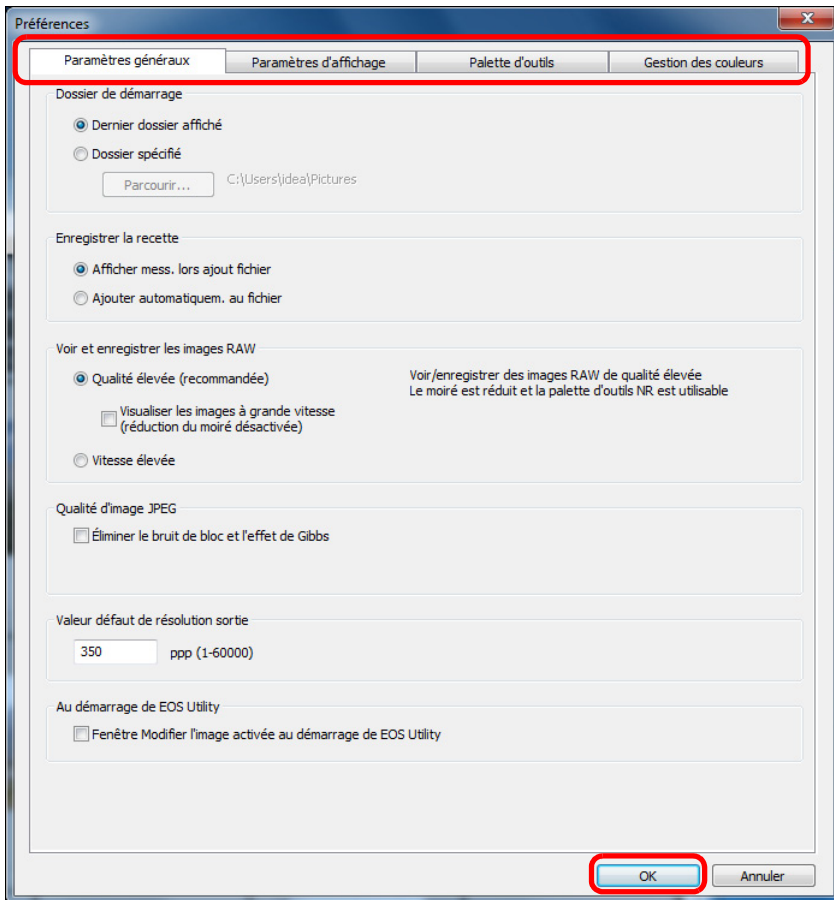 Préférences
Paramètres généraux
Paramètres d'affichage
Palette d'outils
Gestion des couleurs
Dossier de démarrage
Dernier dossier affiché
Dossier spécifié
Parcourir...
C:\Users\idea\Pictures
Enregistrer la recette
Afficher mess. lors ajout fichier
Ajouter automatiquem. au fichier
Voir et enregistrer les images RAW
Qualité élevée (recommandée)
Voir/enregistrer des images RAW de qualité élevée
Le moiré est réduit et la palette d'outils NR est utilisable
Visualiser les images à grande vitesse
(réduction du moiré désactivée)
Vitesse élevée
Qualité d'image JPEG
Éliminer le bruit de bloc et l'effet de Gibbs
Valeur défaut de résolution sortie
350 ppp (1-60000)
Au démarrage de EOS Utility
Fenêtre Modifier l'image activée au démarrage de EOS Utility
OK
Annuler